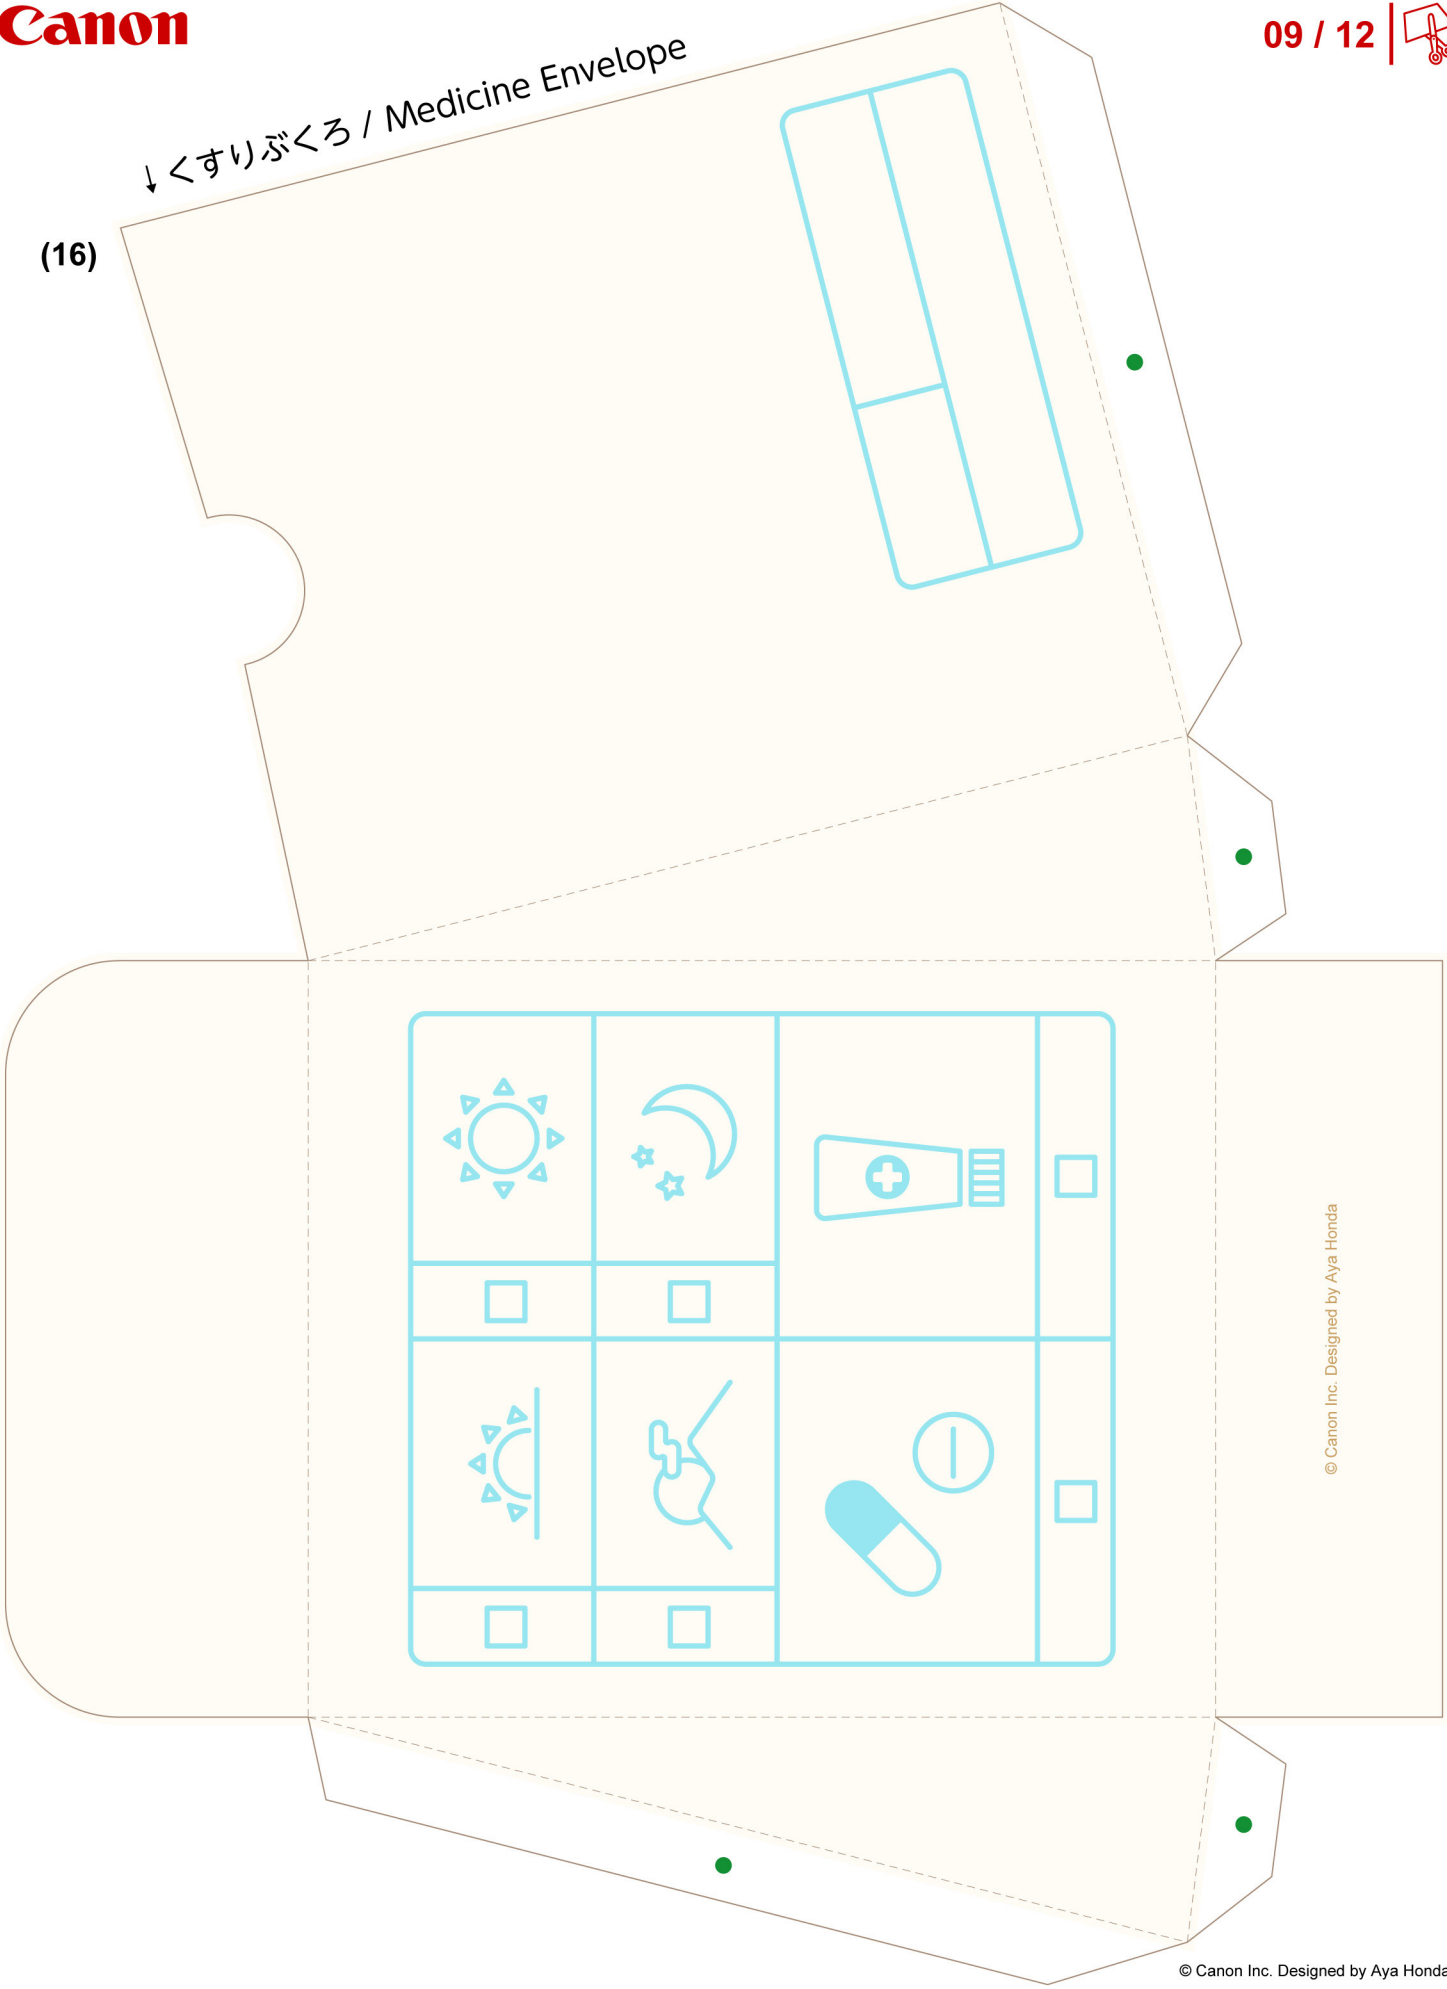 Canon
09 / 12
↓くすりぶくろ / Medicine Envelope
(16)
© Canon Inc. Designed by Aya Honda
© Canon Inc. Designed by Aya Honda